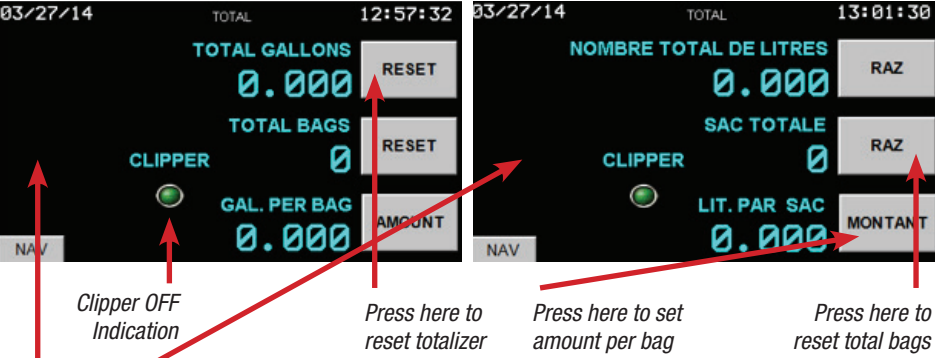 03/27/14 TOTAL 12:57:32
TOTAL GALLONS
0.000
RESET
TOTAL BAGS
0
RESET
CLIPPER
GAL. PER BAG
0.000
AMOUNT
NAV
03/27/14 TOTAL 13:01:30
NOMBRE TOTAL DE LITRES
0.000
RAZ
SAC TOTALE
0
RAZ
CLIPPER
LIT. PAR SAC
0.000
MONTANT
NAV
Clipper OFF
Indication
Press here to
reset totalizer
Press here to set
amount per bag
Press here to
reset total bags